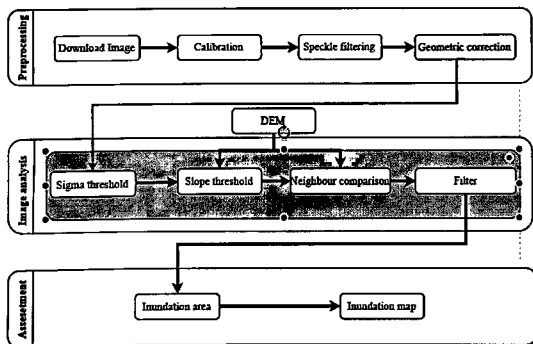 Preprocessing
Download Image
Calibration
Speckle filtering
Geometric correction
DEM
Image analysis
Sigma threshold
Slope threshold
Neighbour comparison
Filter
Assesetment
Inundation area
Inundation map